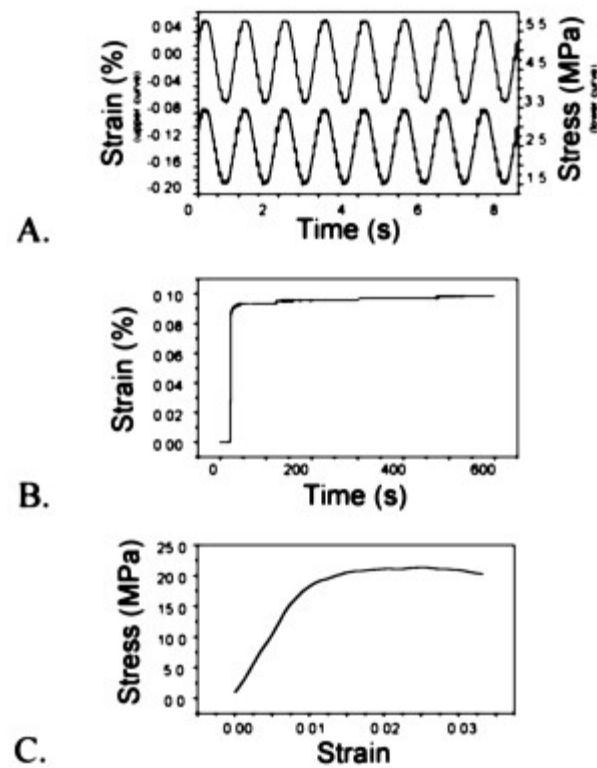 0.04
0.00
-0.04
-0.08
-0.12
-0.16
-0.20
Strain (%)
(upper curve)
5 5
4 5
3 3
2 5
1 5
Stress (MPa)
0 2 4 6 8
Time (s)
A.
0 10
0 08
0 06
0 04
0 02
0 00
Strain (%)
0 200 400 600
Time (s)
B.
25 0
20 0
15 0
10 0
5 0
0 0
Stress (MPa)
0 00 0 01 0 02 0 03
Strain
C.